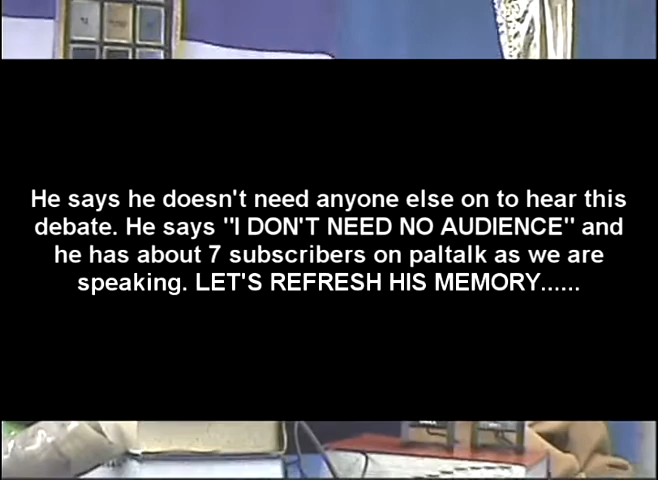 He says he doesn't need anyone else on to hear this
debate. He says "I DON'T NEED NO AUDIENCE" and
he has about 7 subscribers on paltalk as we are
speaking. LET'S REFRESH HIS MEMORY......